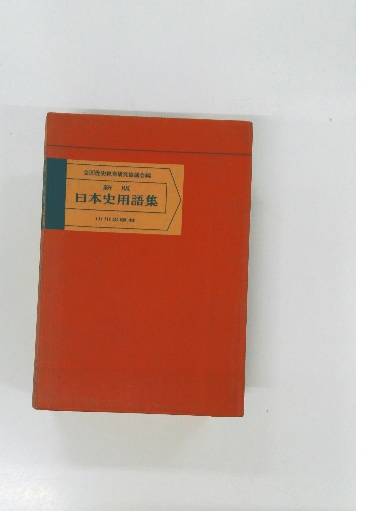 全国歴史教育研究協議会編
新版
日本史用語集
山川出版社